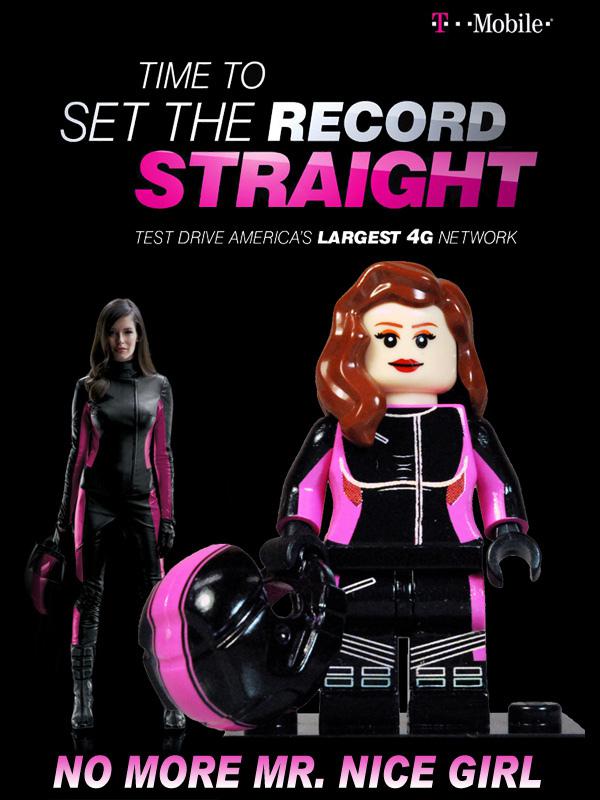 T··Mobile·
TIME TO
SET THE RECORD
STRAIGHT
TEST DRIVE AMERICA'S LARGEST 4G NETWORK
NO MORE MR. NICE GIRL